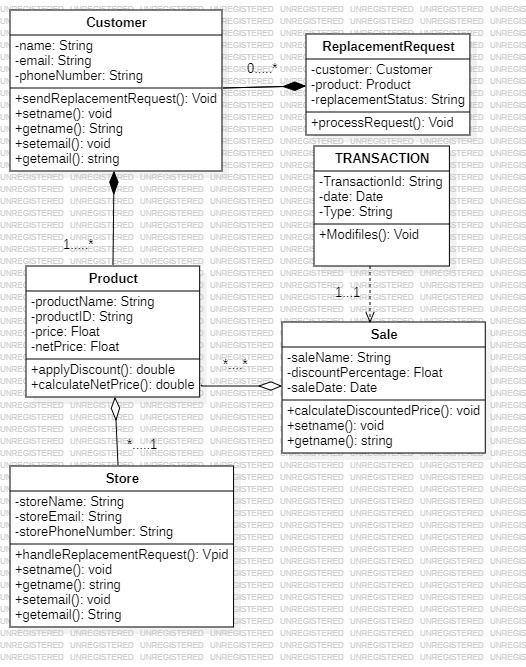 Customer
-name: String
-email: String
-phoneNumber: String
+sendReplacementRequest(): Void
+setname(): void
+getname(): String
+setemail(): void
+getemail(): string
0.....*
ReplacementRequest
-customer: Customer
-product: Product
-replacementStatus: String
+processRequest(): Void
TRANSACTION
-TransactionId: String
-date: Date
-Type: String
+Modifiles(): Void
1.....*
1...1
Product
-productName: String
-productID: String
-price: Float
-netPrice: Float
+applyDiscount(): double
+calculateNetPrice(): double
*....*
Sale
-saleName: String
-discountPercentage: Float
-saleDate: Date
+calculateDiscountedPrice(): void
+setname(): void
+getname(): string
*.....1
Store
-storeName: String
-storeEmail: String
-storePhoneNumber: String
+handleReplacementRequest(): Vpid
+setname(): void
+getname(): string
+setemail(): void
+getemail(): String
UNREGISTERED